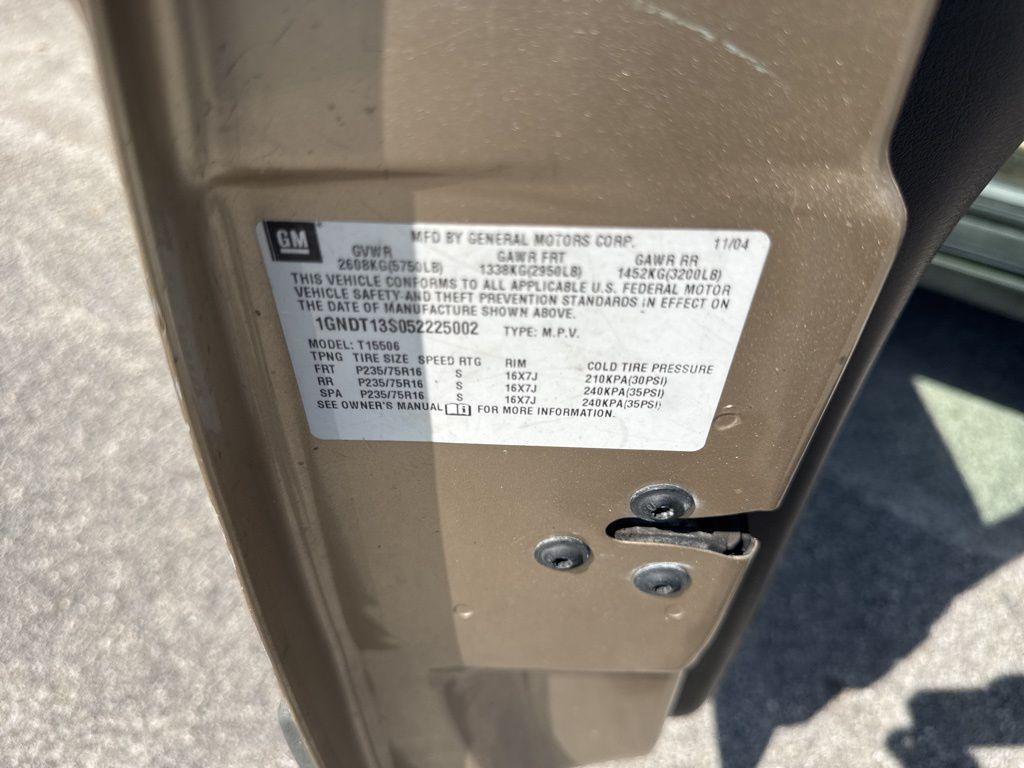 GM MFD BY GENERAL MOTORS CORP. 11/04
GVWR GAWR FRT GAWR RR
2608KG(5750LB) 1338KG(2950LB) 1452KG(3200LB)
THIS VEHICLE CONFORMS TO ALL APPLICABLE U.S. FEDERAL MOTOR
VEHICLE SAFETY AND THEFT PREVENTION STANDARDS IN EFFECT ON
THE DATE OF MANUFACTURE SHOWN ABOVE.
1GNDT13S052225002 TYPE: M.P.V.
MODEL: T15506
TPNG TIRE SIZE SPEED RTG RIM COLD TIRE PRESSURE
FRT P235/75R16 S 16X7J 210KPA(30PSI)
RR P235/75R16 S 16X7J 240KPA(35PSI)
SPA P235/75R16 S 16X7J 240KPA(35PSI)
SEE OWNER'S MANUAL FOR MORE INFORMATION.